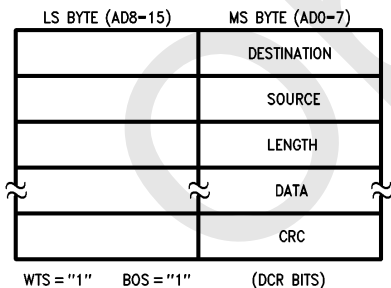 LS BYTE (AD8-15) MS BYTE (AD0-7)
DESTINATION
SOURCE
LENGTH
DATA
CRC
WTS = "1" BOS = "1" (DCR BITS)